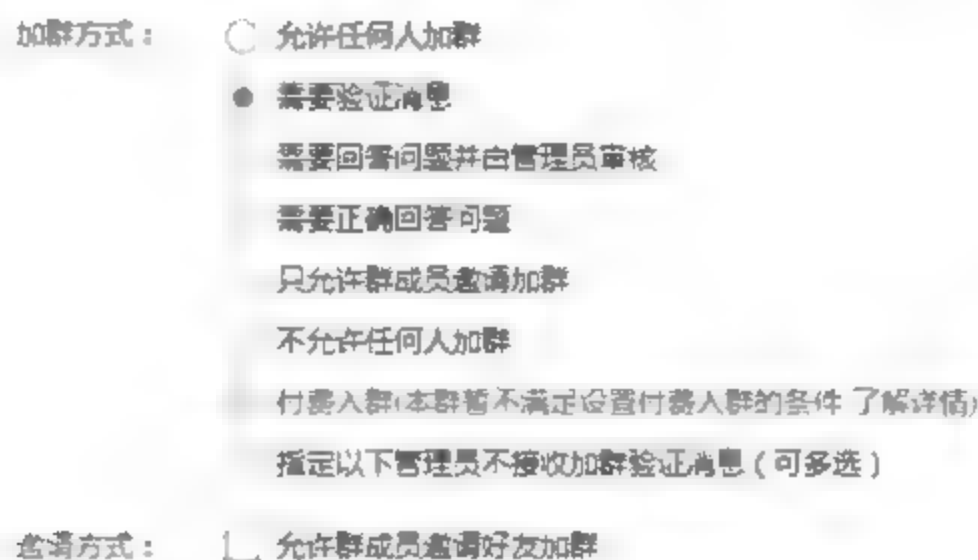 加群方式： 允许任何人加群
需要验证消息
需要回答问题并由管理员审核
需要正确回答问题
只允许群成员邀请加群
不允许任何人加群
付费入群(本群暂不满足设置付费入群的条件 了解详情)
指定以下管理员不接收加群验证消息（可多选）
邀请方式： 允许群成员邀请好友加群